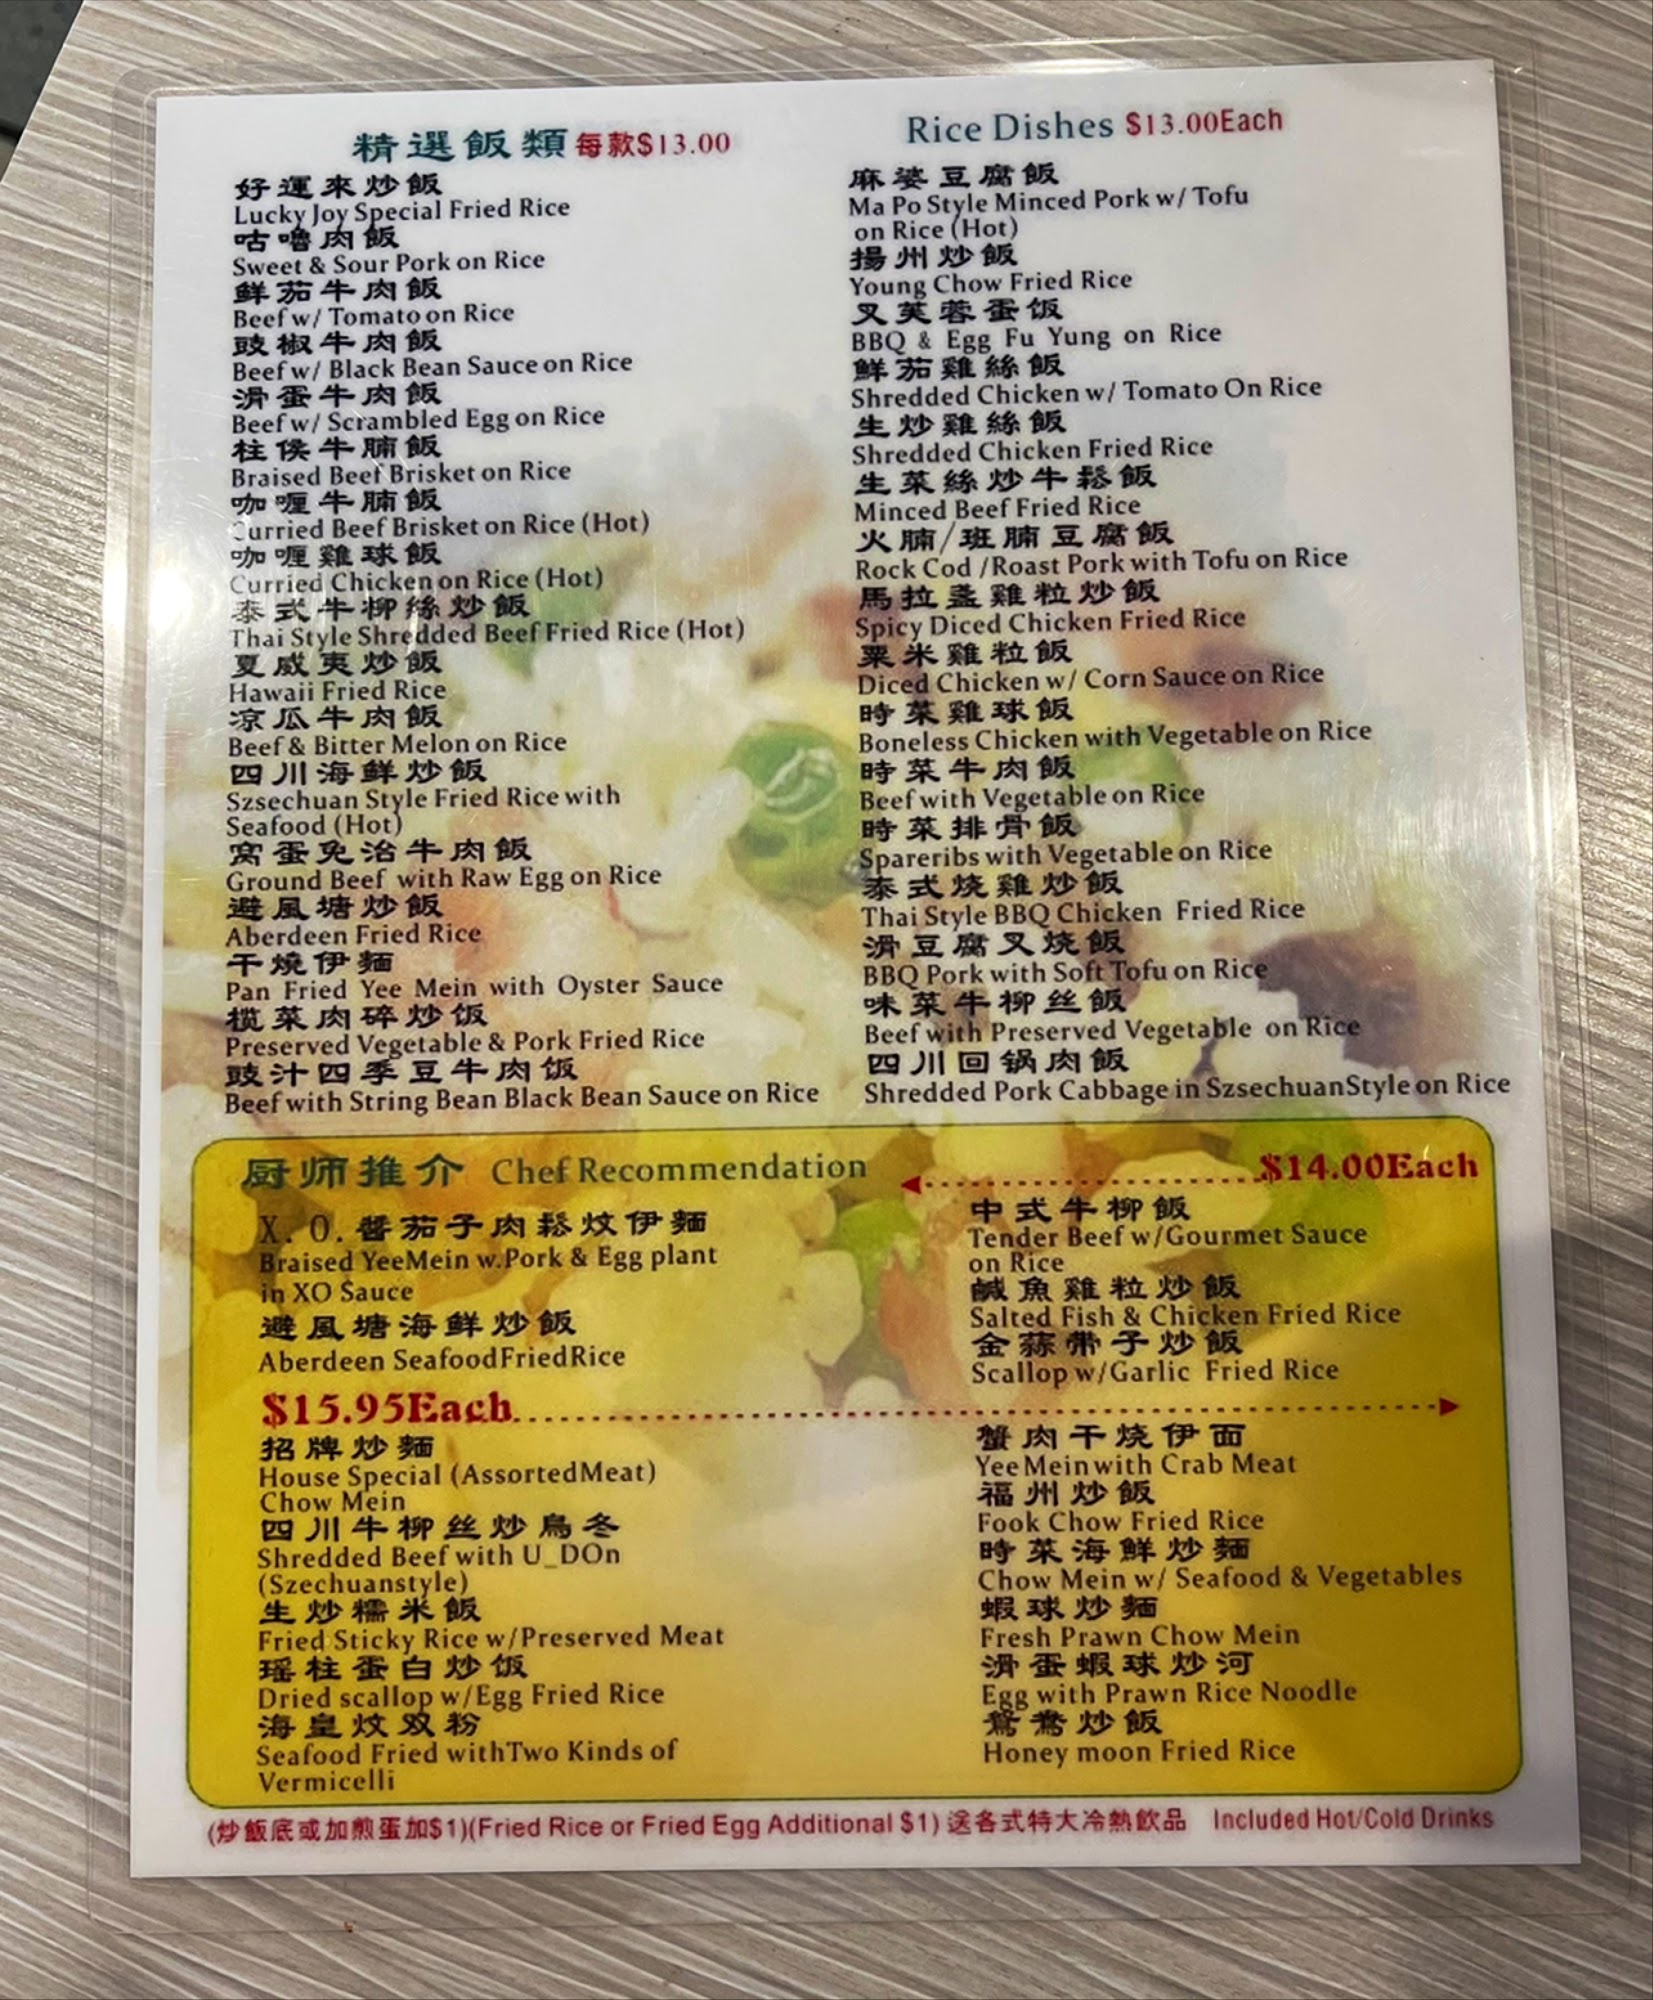 精選飯類 每款$13.00
好運來炒飯
Lucky Joy Special Fried Rice
咕嚕肉飯
Sweet & Sour Pork on Rice
鮮茄牛肉飯
Beef w/ Tomato on Rice
豉椒牛肉飯
Beef w/ Black Bean Sauce on Rice
滑蛋牛肉飯
Beef w/ Scrambled Egg on Rice
柱侯牛腩飯
Braised Beef Brisket on Rice
咖喱牛腩飯
Curried Beef Brisket on Rice (Hot)
咖喱雞球飯
Curried Chicken on Rice (Hot)
泰式牛柳絲炒飯
Thai Style Shredded Beef Fried Rice (Hot)
夏威夷炒飯
Hawaii Fried Rice
凉瓜牛肉飯
Beef & Bitter Melon on Rice
四川海鮮炒飯
Szsechuan Style Fried Rice with
Seafood (Hot)
窩蛋免治牛肉飯
Ground Beef with Raw Egg on Rice
避風塘炒飯
Aberdeen Fried Rice
干燒伊麵
Pan Fried Yee Mein with Oyster Sauce
榄菜肉碎炒饭
Preserved Vegetable & Pork Fried Rice
豉汁四季豆牛肉饭
Beef with String Bean Black Bean Sauce on Rice
Rice Dishes $13.00Each
麻婆豆腐飯
Ma Po Style Minced Pork w/ Tofu
on Rice (Hot)
揚州炒飯
Young Chow Fried Rice
叉芙蓉蛋饭
BBQ & Egg Fu Yung on Rice
鮮茄雞絲飯
Shredded Chicken w/ Tomato On Rice
生炒雞絲飯
Shredded Chicken Fried Rice
生菜絲炒牛鬆飯
Minced Beef Fried Rice
火腩/班腩豆腐飯
Rock Cod /Roast Pork with Tofu on Rice
馬拉盞雞粒炒飯
Spicy Diced Chicken Fried Rice
粟米雞粒飯
Diced Chicken w/ Corn Sauce on Rice
時菜雞球飯
Boneless Chicken with Vegetable on Rice
時菜牛肉飯
Beef with Vegetable on Rice
時菜排骨飯
Spareribs with Vegetable on Rice
泰式烧雞炒飯
Thai Style BBQ Chicken Fried Rice
滑豆腐叉烧飯
BBQ Pork with Soft Tofu on Rice
味菜牛柳丝飯
Beef with Preserved Vegetable on Rice
四川回锅肉飯
Shredded Pork Cabbage in SzsechuanStyle on Rice
厨师推介 Chef Recommendation
$14.00Each
X.O.醬茄子肉鬆炆伊麵
Braised YeeMein w.Pork & Egg plant
in XO Sauce
避風塘海鮮炒飯
Aberdeen SeafoodFriedRice
中式牛柳飯
Tender Beef w/Gourmet Sauce
on Rice
鹹魚雞粒炒飯
Salted Fish & Chicken Fried Rice
金蒜带子炒飯
Scallop w/Garlic Fried Rice
$15.95Each
招牌炒麵
House Special (AssortedMeat)
Chow Mein
四川牛柳丝炒烏冬
Shredded Beef with U_DOn
(Szechuanstyle)
生炒糯米飯
Fried Sticky Rice w/Preserved Meat
瑶柱蛋白炒饭
Dried scallop w/Egg Fried Rice
海皇炆双粉
Seafood Fried withTwo Kinds of
Vermicelli
蟹肉干烧伊面
YeeMeinwith Crab Meat
福州炒飯
Fook Chow Fried Rice
時菜海鮮炒麵
Chow Mein w/ Seafood & Vegetables
蝦球炒麵
Fresh Prawn Chow Mein
滑蛋蝦球炒河
Egg with Prawn Rice Noodle
鴛鴦炒飯
Honey moon Fried Rice
(炒飯底或加煎蛋加$1)(Fried Rice or Fried Egg Additional $1) 送各式特大冷熱飲品 Included Hot/Cold Drinks